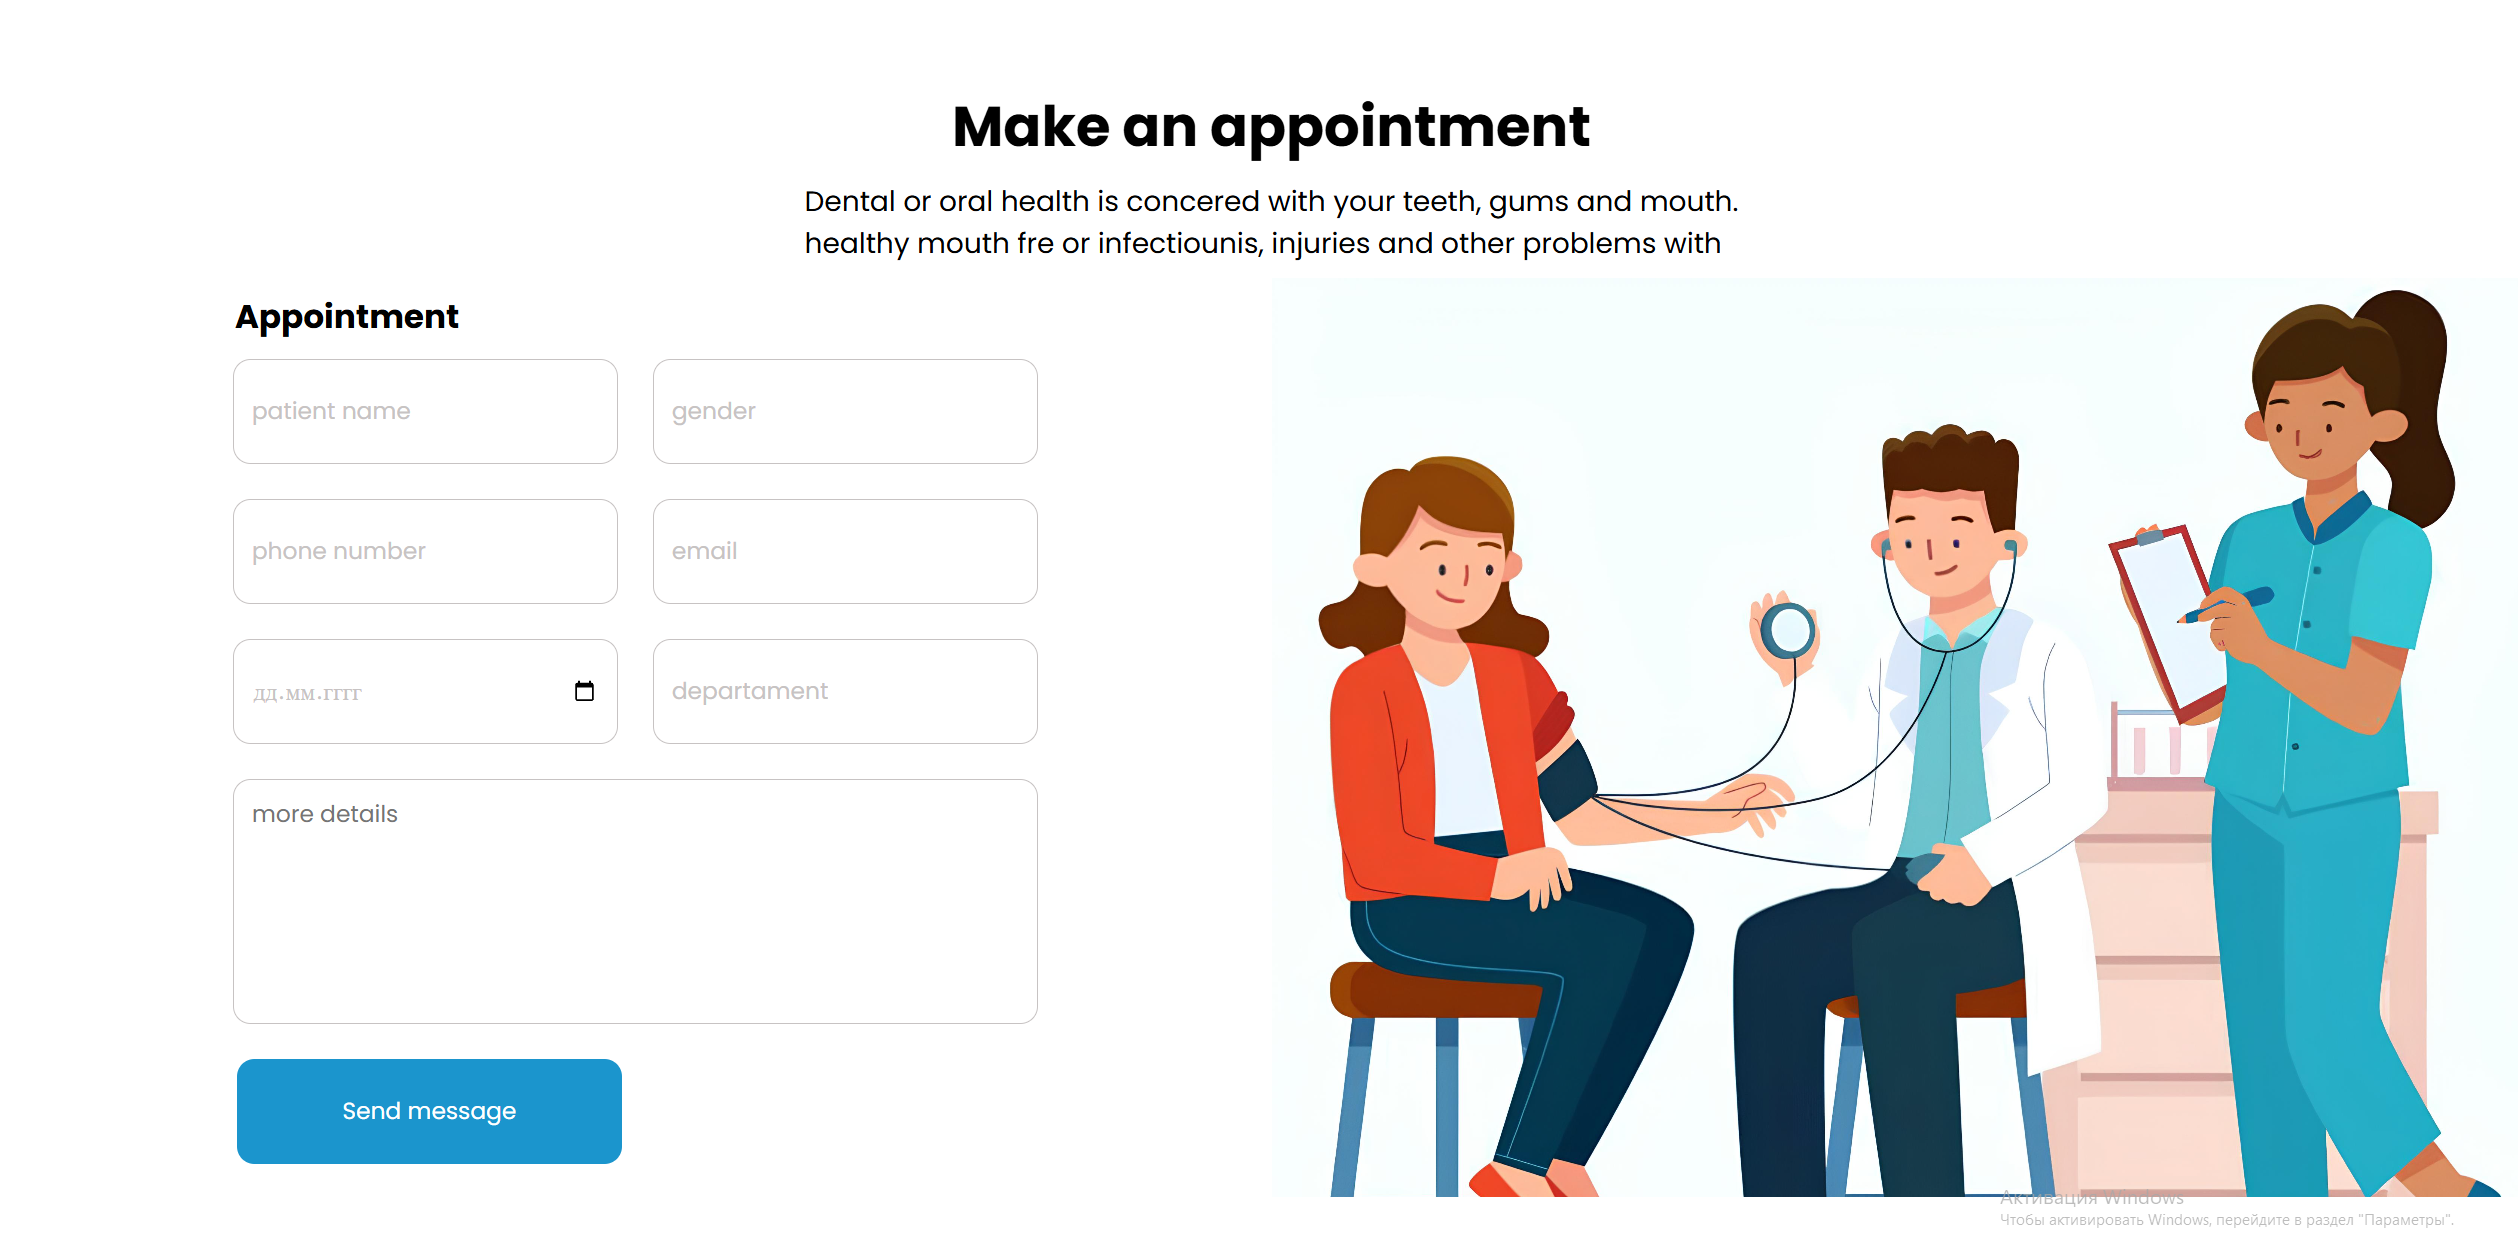 Make an appointment
Dental or oral health is concered with your teeth, gums and mouth.
healthy mouth fre or infectiounis, injuries and other problems with
Appointment
patient name
gender
phone number
email
дд.мм.гггг
departament
more details
Send message
Активация Windows
Чтобы активировать Windows, перейдите в раздел "Параметры".